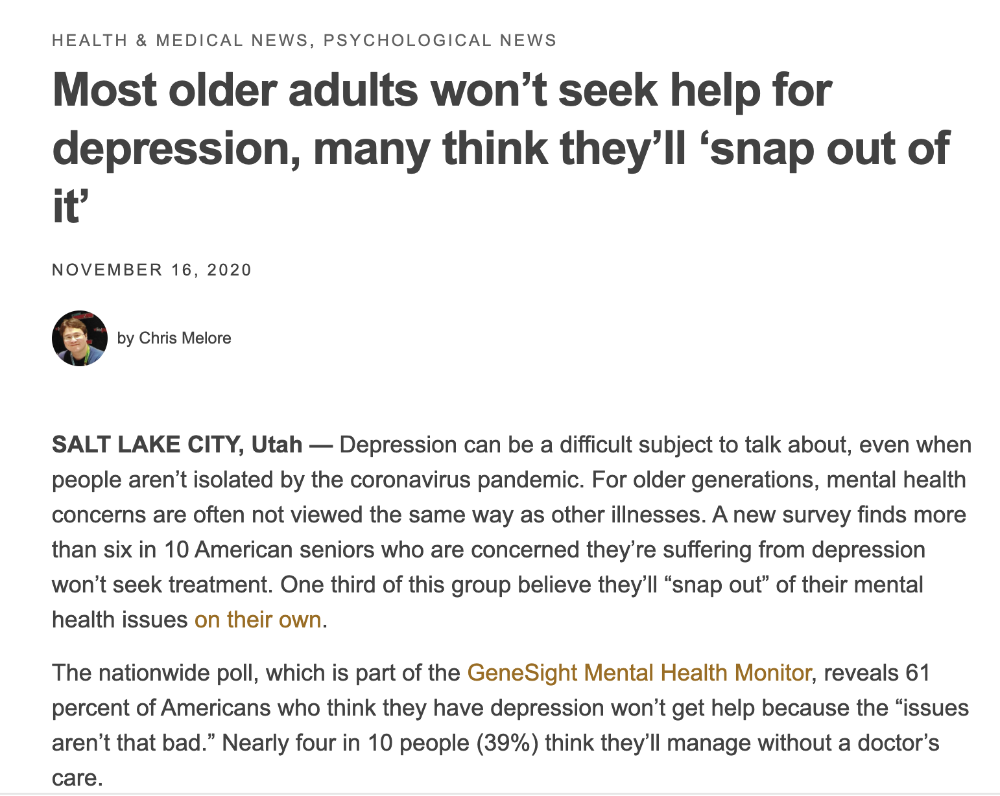 HEALTH & MEDICAL NEWS, PSYCHOLOGICAL NEWS
Most older adults won’t seek help for
depression, many think they’ll ‘snap out of
it’
NOVEMBER 16, 2020
by Chris Melore
SALT LAKE CITY, Utah — Depression can be a difficult subject to talk about, even when
people aren’t isolated by the coronavirus pandemic. For older generations, mental health
concerns are often not viewed the same way as other illnesses. A new survey finds more
than six in 10 American seniors who are concerned they’re suffering from depression
won’t seek treatment. One third of this group believe they’ll “snap out” of their mental
health issues on their own.
The nationwide poll, which is part of the GeneSight Mental Health Monitor, reveals 61
percent of Americans who think they have depression won’t get help because the “issues
aren’t that bad.” Nearly four in 10 people (39%) think they’ll manage without a doctor’s
care.